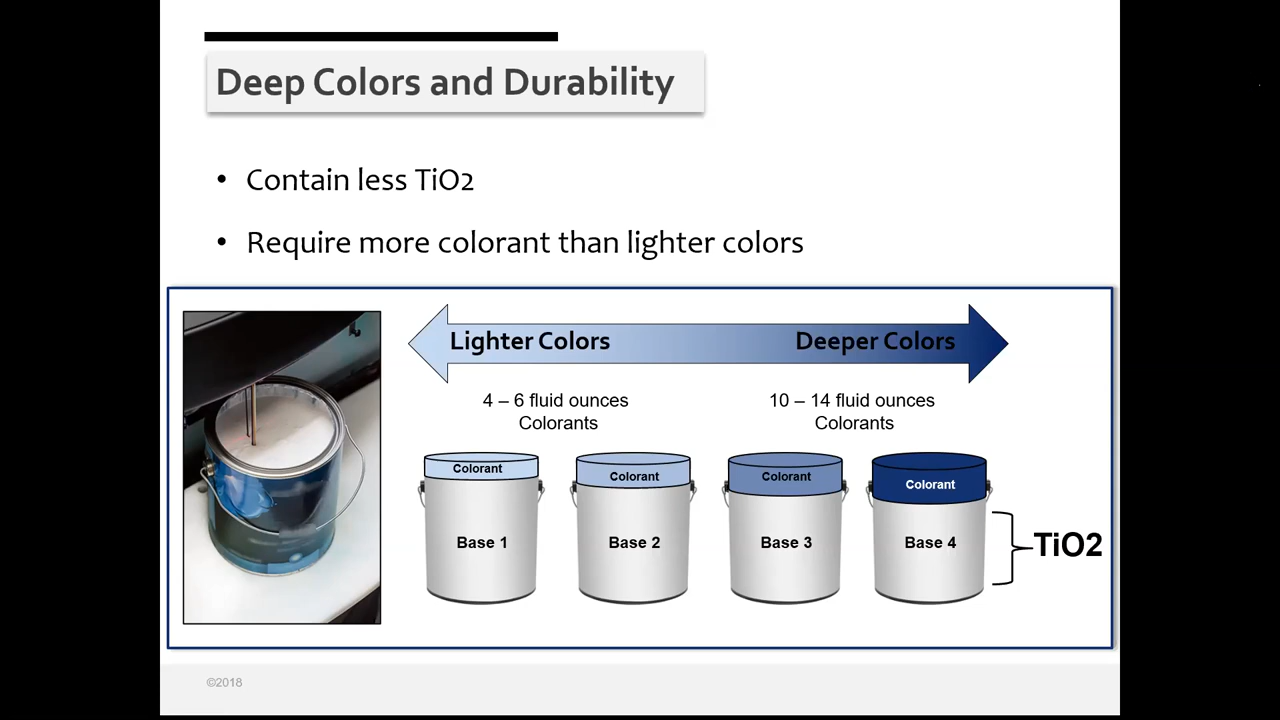 Deep Colors and Durability
• Contain less TiO2
• Require more colorant than lighter colors
Lighter Colors
Deeper Colors
4 – 6 fluid ounces
Colorants
10 – 14 fluid ounces
Colorants
Colorant
Colorant
Colorant
Colorant
Base 1
Base 2
Base 3
Base 4
TiO2
©2018